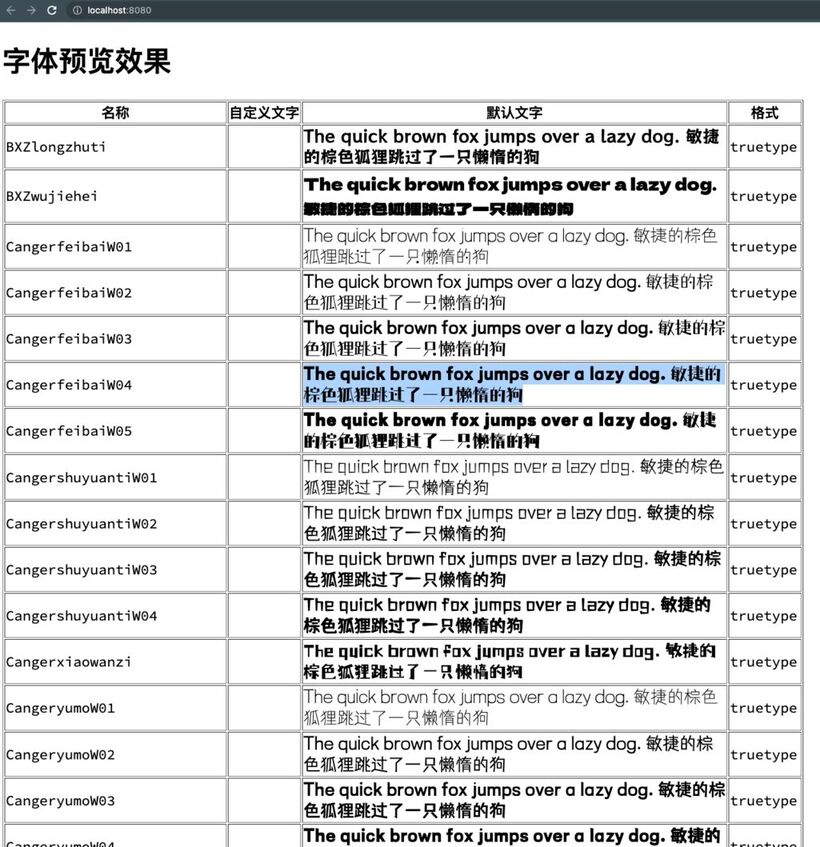 localhost:8080
字体预览效果
名称 自定义文字 默认文字 格式
The quick brown fox jumps over a lazy dog. 敏捷
BXZlongzhuti truetype
的棕色狐狸跳过了一只懒惰的狗
The quick brown fox jumps over a lazy dog.
BXZwujiehei truetype
敏捷的棕色狐狸跳过了一只懒惰的狗
The quick brown fox jumps over a lazy dog. 敏捷的棕色
CangerfeibaiW01 truetype
狐狸跳过了一只懒惰的狗
The quick brown fox jumps over a lazy dog. 敏捷的棕
CangerfeibaiW02 truetype
色狐狸跳过了一只懒惰的狗
The quick brown fox jumps over a lazy dog. 敏捷的棕
CangerfeibaiW03 truetype
色狐狸跳过了一只懒惰的狗
The quick brown fox jumps over a lazy dog. 敏捷的
CangerfeibaiW04 truetype
棕色狐狸跳过了一只懒惰的狗
The quick brown fox jumps over a lazy dog. 敏捷
CangerfeibaiW05 truetype
的棕色狐狸跳过了一只懒惰的狗
The quick brown fox jumps over a lazy dog. 敏捷的棕色
CangershuyuantiW01 truetype
狐狸跳过了一只懒惰的狗
The quick brown fox jumps over a lazy dog. 敏捷的棕
CangershuyuantiW02 truetype
色狐狸跳过了一只懒惰的狗
The quick brown fox jumps over a lazy dog. 敏捷的棕
CangershuyuantiW03 truetype
色狐狸跳过了一只懒惰的狗
The quick brown fox jumps over a lazy dog. 敏捷的
CangershuyuantiW04 truetype
棕色狐狸跳过了一只懒惰的狗
The quick brown fox jumps over a lazy dog. 敏捷的
Cangerxiaowanzi truetype
棕色狐狸跳过了一只懒惰的狗
The quick brown fox jumps over a lazy dog. 敏捷的棕色
CangeryumoW01 truetype
狐狸跳过了一只懒惰的狗
The quick brown fox jumps over a lazy dog. 敏捷的棕
CangeryumoW02 truetype
色狐狸跳过了一只懒惰的狗
The quick brown fox jumps over a lazy dog. 敏捷的棕
CangeryumoW03 truetype
色狐狸跳过了一只懒惰的狗
The quick brown fox jumps over a lazy dog. 敏捷的
CangeryumoW04 truetype